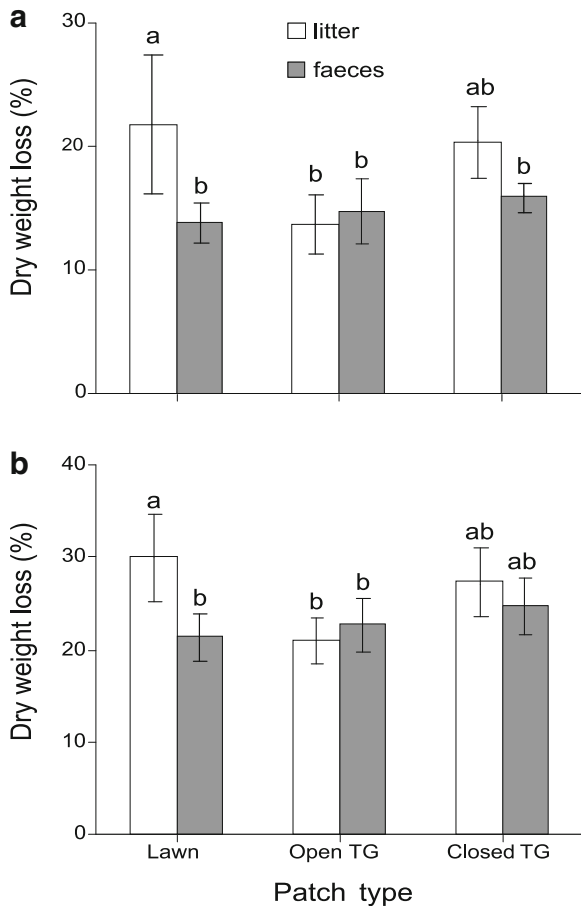 a
30
20
10
0
Dry weight loss (%)
litter
faeces
a
b
b
b
ab
b
b
40
30
20
10
0
Dry weight loss (%)
a
b
b
b
ab
ab
Lawn
Open TG
Closed TG
Patch type